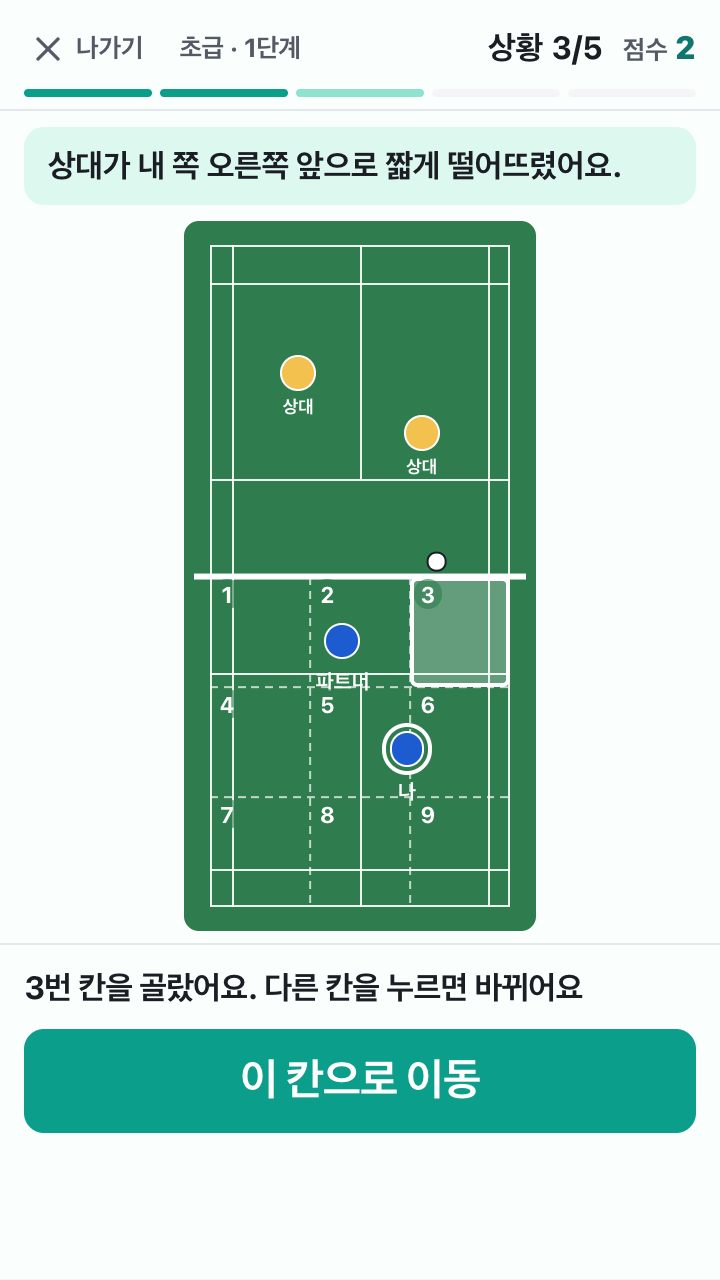 나가기 초급 · 1단계 상황 3/5 점수 2
상대가 내 쪽 오른쪽 앞으로 짧게 떨어뜨렸어요.
상대
상대
1 2 3
파트너
4 5 6
나
7 8 9
3번 칸을 골랐어요. 다른 칸을 누르면 바뀌어요
이 칸으로 이동